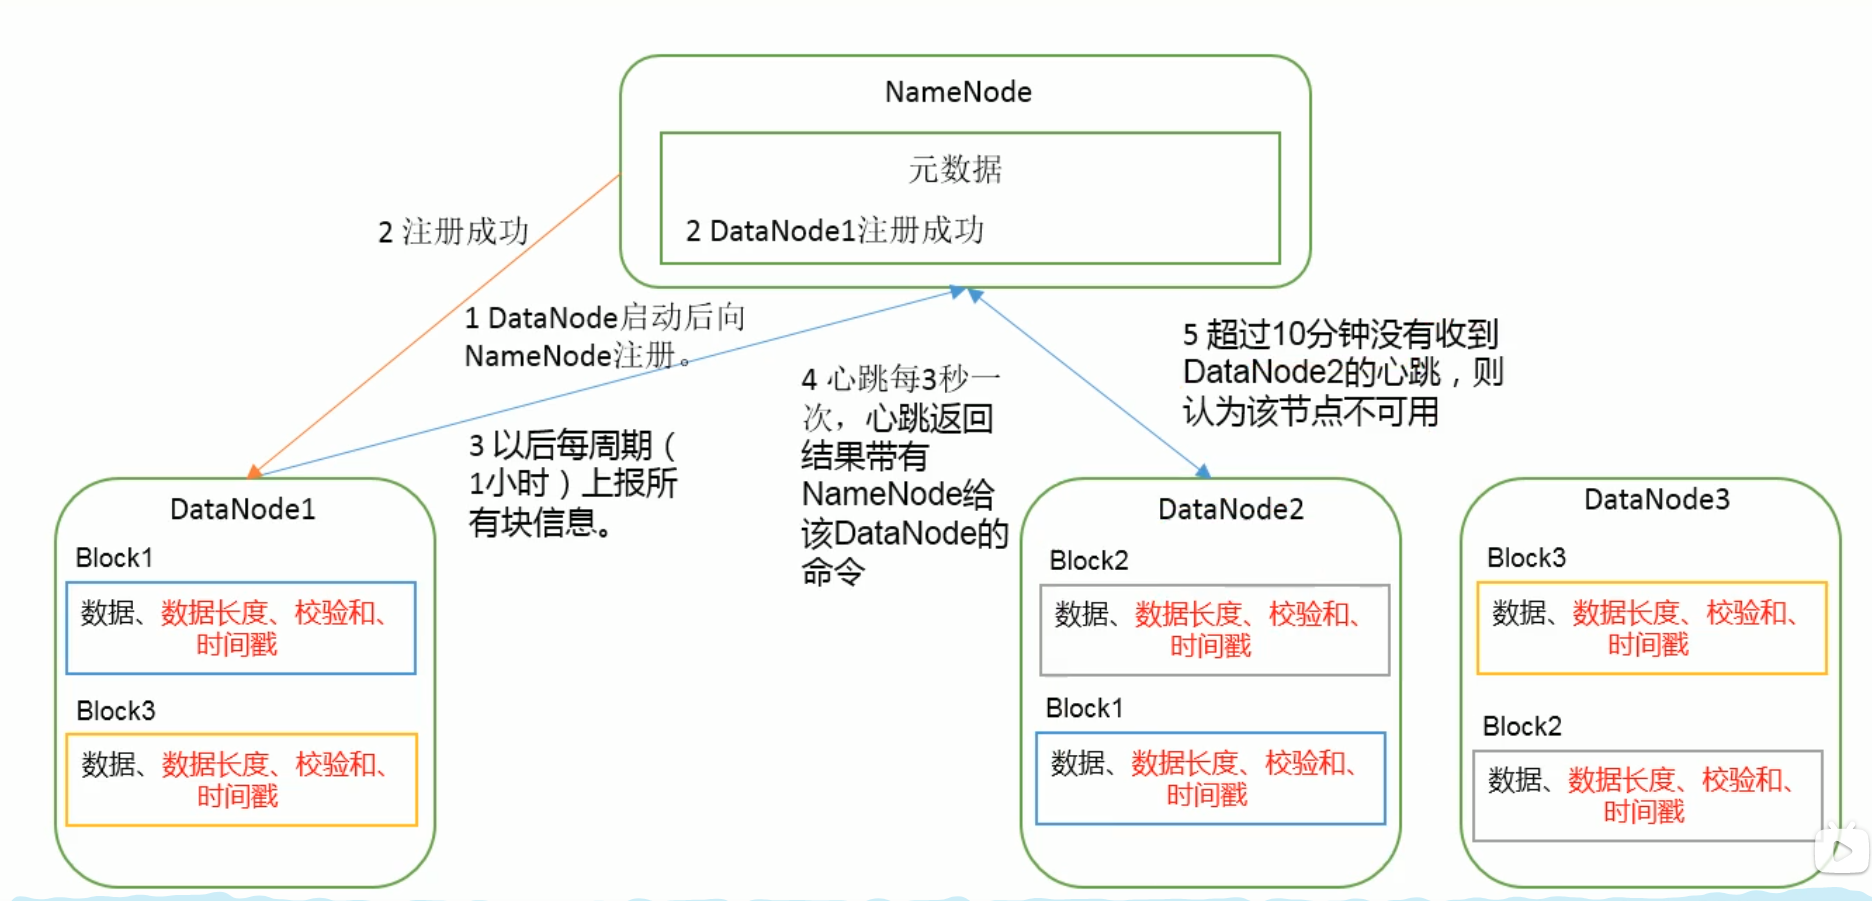 NameNode
元数据
2 DataNode1注册成功
2 注册成功
1 DataNode启动后向
NameNode注册。
3 以后每周期（
1小时）上报所
有块信息。
4 心跳每3秒一
次，心跳返回
结果带有
NameNode给
该DataNode的
命令
5 超过10分钟没有收到
DataNode2的心跳，则
认为该节点不可用
DataNode1
Block1
数据、数据长度、校验和、
时间戳
Block3
数据、数据长度、校验和、
时间戳
DataNode2
Block2
数据、数据长度、校验和、
时间戳
Block1
数据、数据长度、校验和、
时间戳
DataNode3
Block3
数据、数据长度、校验和、
时间戳
Block2
数据、数据长度、校验和、
时间戳